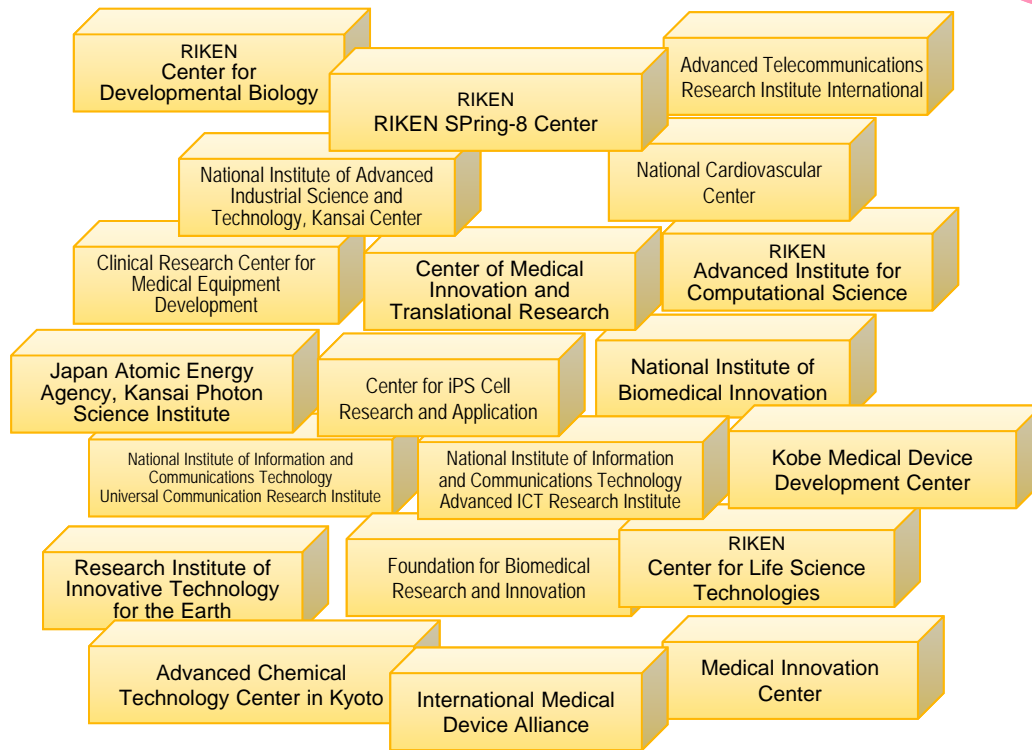 RIKEN
Center for
Developmental Biology
RIKEN
RIKEN SPring-8 Center
Advanced Telecommunications
Research Institute International
National Institute of Advanced
Industrial Science and
Technology, Kansai Center
National Cardiovascular
Center
Clinical Research Center for
Medical Equipment
Development
Center of Medical
Innovation and
Translational Research
RIKEN
Advanced Institute for
Computational Science
Japan Atomic Energy
Agency, Kansai Photon
Science Institute
Center for iPS Cell
Research and Application
National Institute of
Biomedical Innovation
National Institute of Information and
Communications Technology
Universal Communication Research Institute
National Institute of Information
and Communications Technology
Advanced ICT Research Institute
Kobe Medical Device
Development Center
Research Institute of
Innovative Technology
for the Earth
Foundation for Biomedical
Research and Innovation
RIKEN
Center for Life Science
Technologies
Advanced Chemical
Technology Center in Kyoto
International Medical
Device Alliance
Medical Innovation
Center